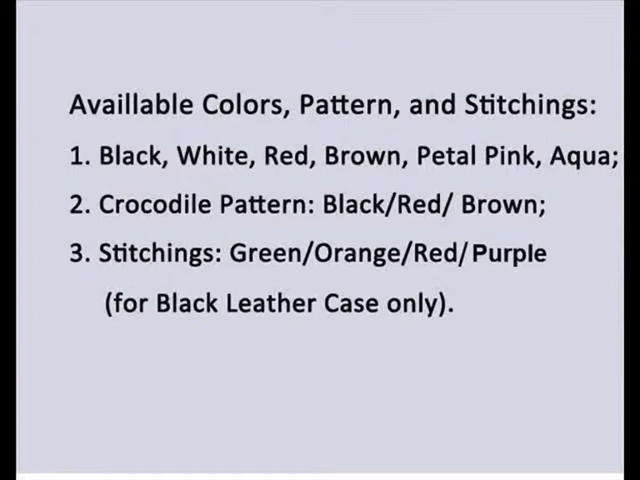 Availlable Colors, Pattern, and Stitchings:
1. Black, White, Red, Brown, Petal Pink, Aqua;
2. Crocodile Pattern: Black/Red/ Brown;
3. Stitchings: Green/Orange/Red/Purple
(for Black Leather Case only).